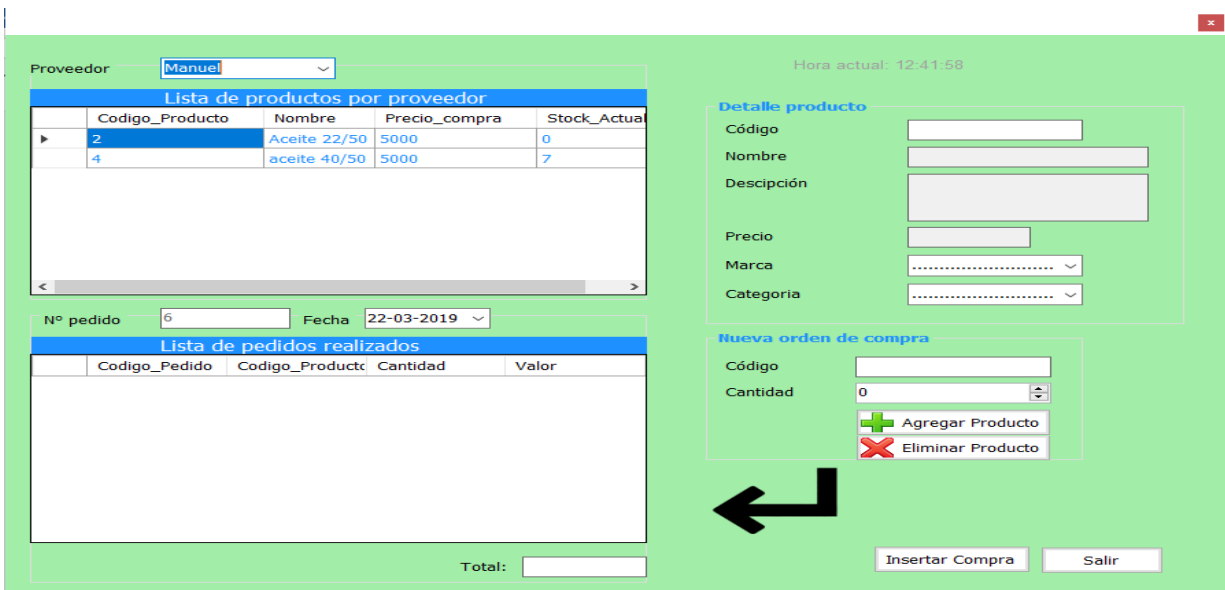 Proveedor Manuel
Hora actual: 12:41:58
Lista de productos por proveedor
Codigo_Producto Nombre Precio_compra Stock_Actual
2 Aceite 22/50 5000 0
4 aceite 40/50 5000 7
Nº pedido 6 Fecha 22-03-2019
Lista de pedidos realizados
Codigo_Pedido Codigo_Producto Cantidad Valor
Total:
Detalle producto
Código
Nombre
Descipción
Precio
Marca ..........................
Categoria ..........................
Nueva orden de compra
Código
Cantidad 0
Agregar Producto
Eliminar Producto
Insertar Compra Salir